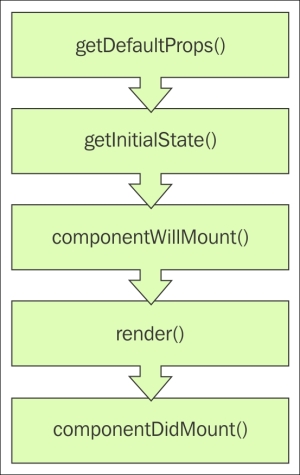 getDefaultProps()
getInitialState()
componentWillMount()
render()
componentDidMount()